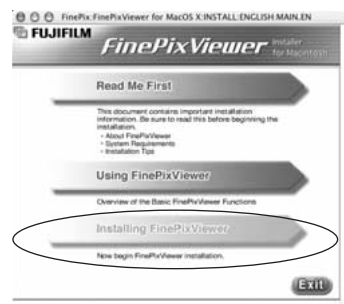 FinePix:FinePixViewer for MacOS X:INSTALL:ENGLISH:MAIN.EN
FUJIFILM
FinePixViewer Installer
for Macintosh
Read Me First
This document contains important installation
information. Be sure to read this before beginning the
installation.
- About FinePixViewer
- System Requirements
- Installation Tips
Using FinePixViewer
Overview of the Basic FinePixViewer Functions
Installing FinePixViewer
Now begin FinePixViewer installation.
Exit